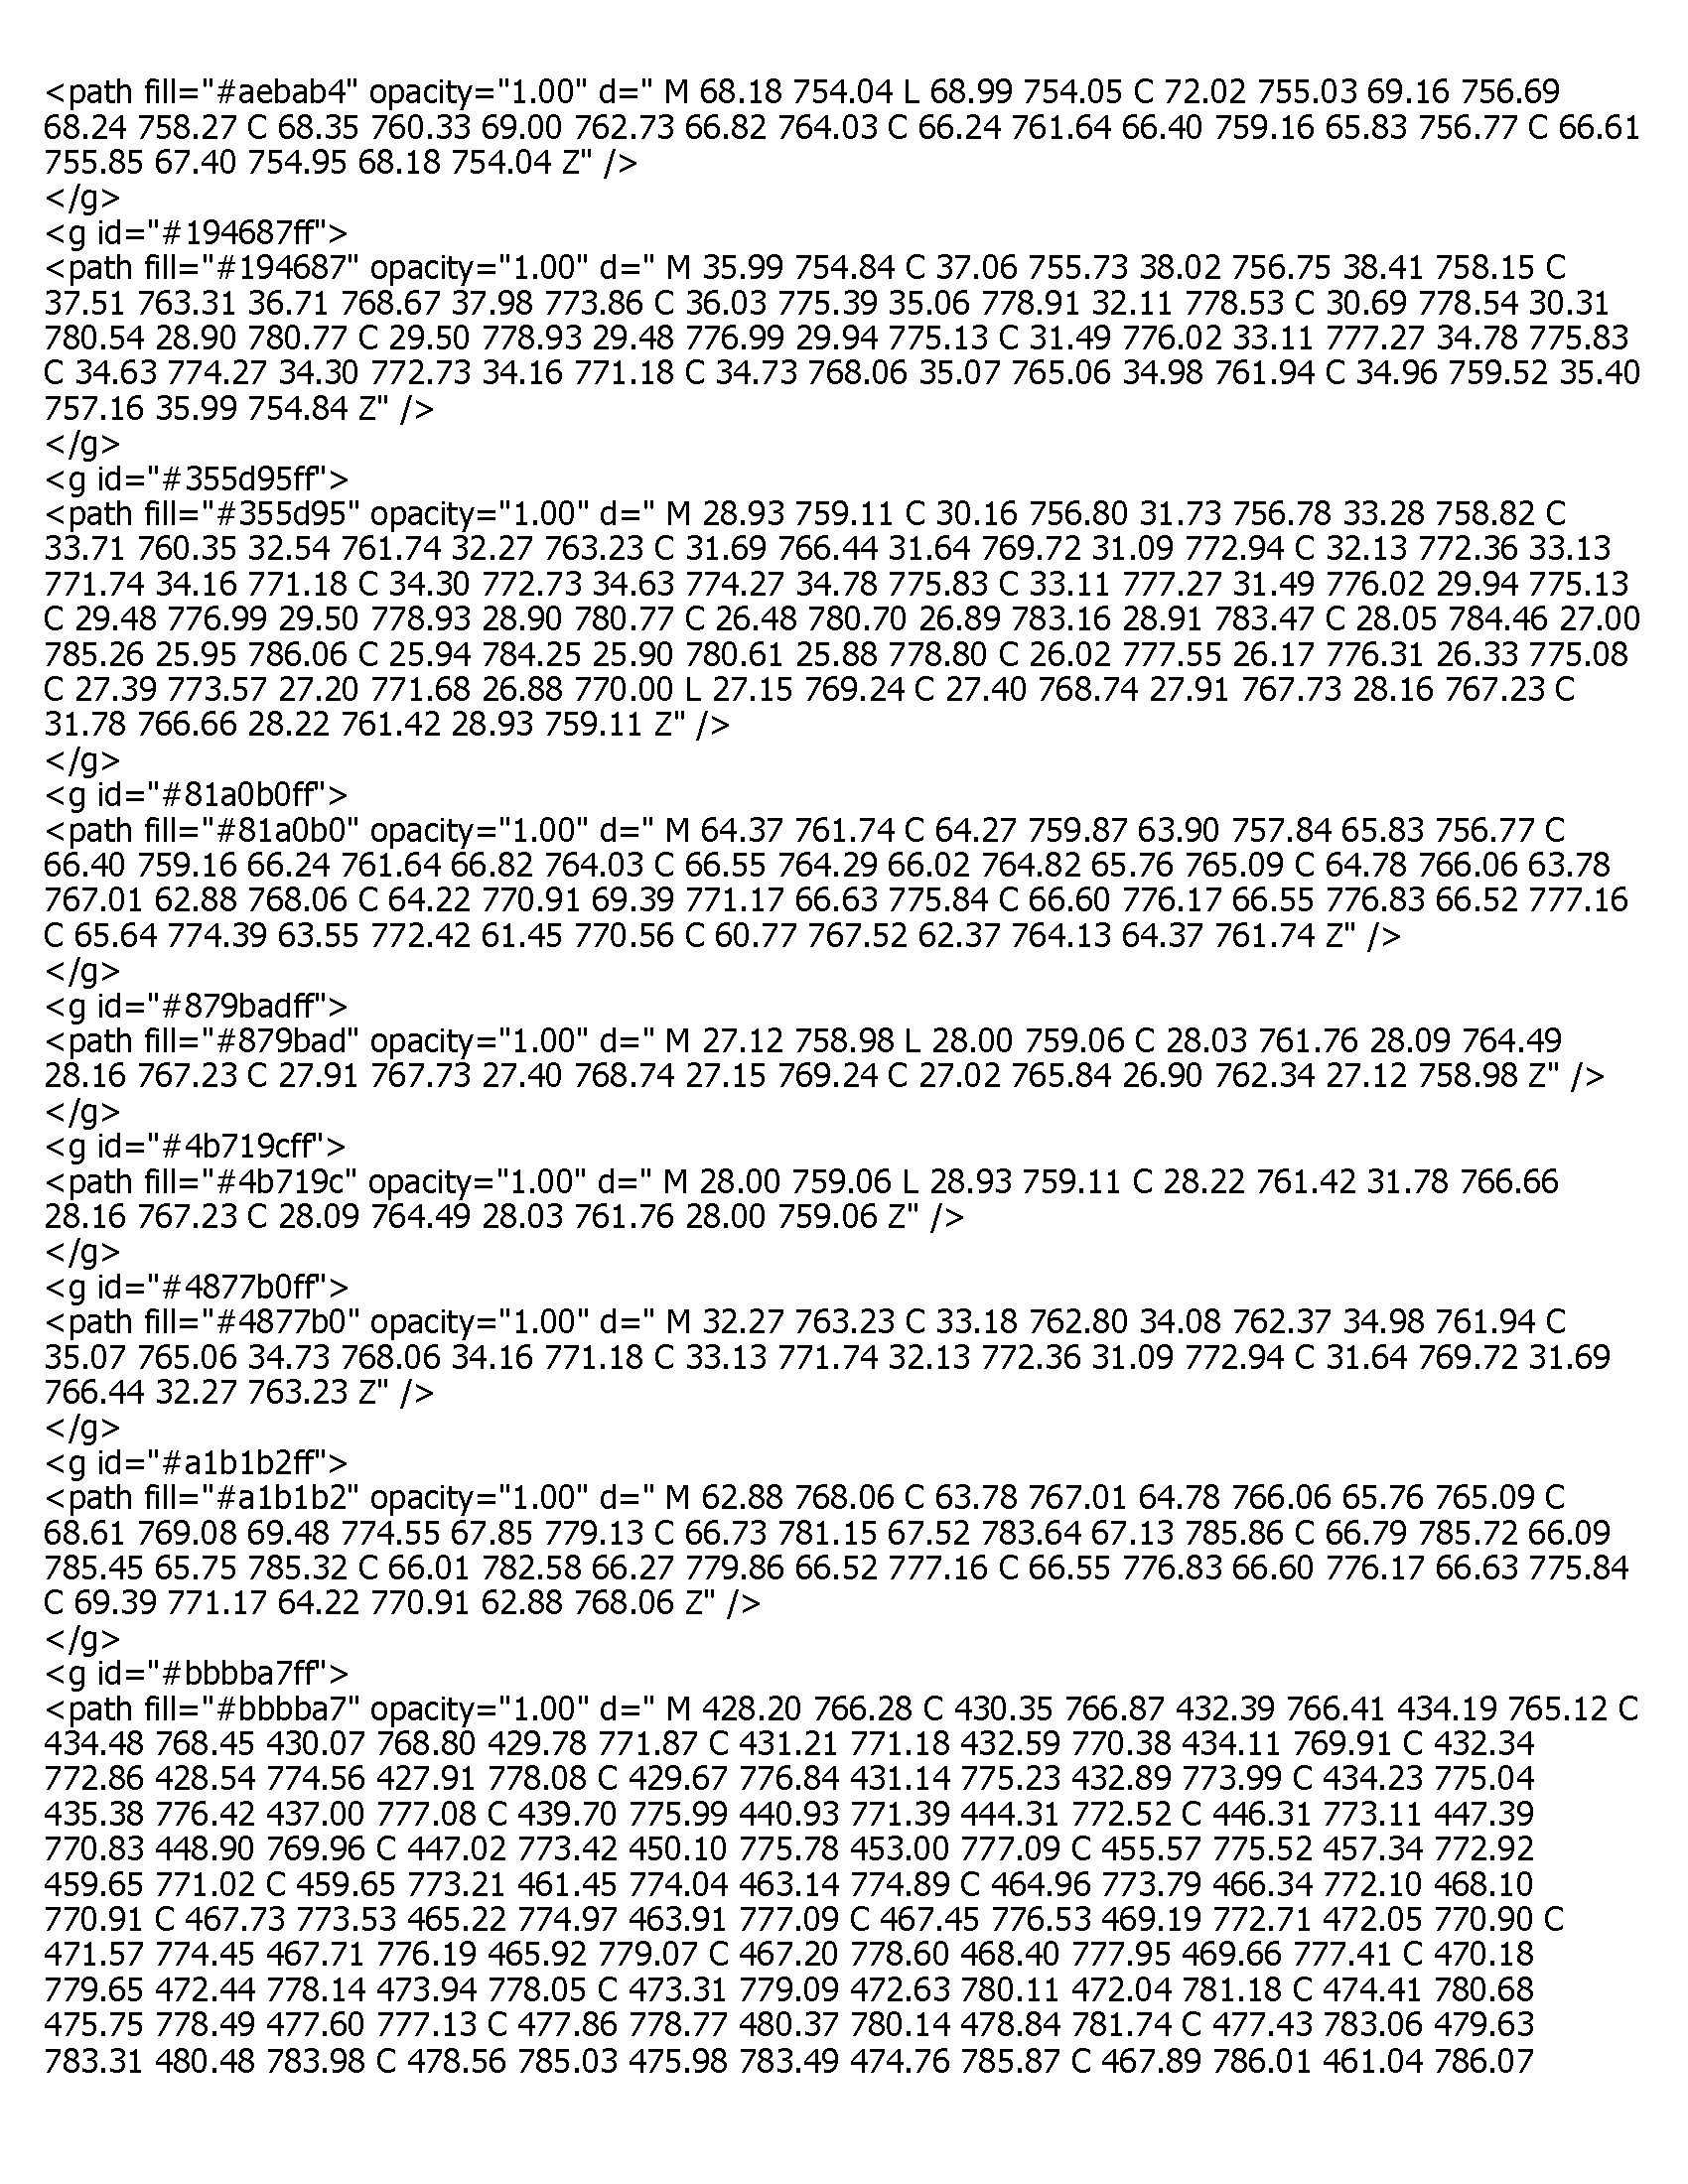 <path fill="#aebab4" opacity="1.00" d=" M 68.18 754.04 L 68.99 754.05 C 72.02 755.03 69.16 756.69
68.24 758.27 C 68.35 760.33 69.00 762.73 66.82 764.03 C 66.24 761.64 66.40 759.16 65.83 756.77 C 66.61
755.85 67.40 754.95 68.18 754.04 Z" />
</g>
<g id="#194687ff">
<path fill="#194687" opacity="1.00" d=" M 35.99 754.84 C 37.06 755.73 38.02 756.75 38.41 758.15 C
37.51 763.31 36.71 768.67 37.98 773.86 C 36.03 775.39 35.06 778.91 32.11 778.53 C 30.69 778.54 30.31
780.54 28.90 780.77 C 29.50 778.93 29.48 776.99 29.94 775.13 C 31.49 776.02 33.11 777.27 34.78 775.83
C 34.63 774.27 34.30 772.73 34.16 771.18 C 34.73 768.06 35.07 765.06 34.98 761.94 C 34.96 759.52 35.40
757.16 35.99 754.84 Z" />
</g>
<g id="#355d95ff">
<path fill="#355d95" opacity="1.00" d=" M 28.93 759.11 C 30.16 756.80 31.73 756.78 33.28 758.82 C
33.71 760.35 32.54 761.74 32.27 763.23 C 31.69 766.44 31.64 769.72 31.09 772.94 C 32.13 772.36 33.13
771.74 34.16 771.18 C 34.30 772.73 34.63 774.27 34.78 775.83 C 33.11 777.27 31.49 776.02 29.94 775.13
C 29.48 776.99 29.50 778.93 28.90 780.77 C 26.48 780.70 26.89 783.16 28.91 783.47 C 28.05 784.46 27.00
785.26 25.95 786.06 C 25.94 784.25 25.90 780.61 25.88 778.80 C 26.02 777.55 26.17 776.31 26.33 775.08
C 27.39 773.57 27.20 771.68 26.88 770.00 L 27.15 769.24 C 27.40 768.74 27.91 767.73 28.16 767.23 C
31.78 766.66 28.22 761.42 28.93 759.11 Z" />
</g>
<g id="#81a0b0ff">
<path fill="#81a0b0" opacity="1.00" d=" M 64.37 761.74 C 64.27 759.87 63.90 757.84 65.83 756.77 C
66.40 759.16 66.24 761.64 66.82 764.03 C 66.55 764.29 66.02 764.82 65.76 765.09 C 64.78 766.06 63.78
767.01 62.88 768.06 C 64.22 770.91 69.39 771.17 66.63 775.84 C 66.60 776.17 66.55 776.83 66.52 777.16
C 65.64 774.39 63.55 772.42 61.45 770.56 C 60.77 767.52 62.37 764.13 64.37 761.74 Z" />
</g>
<g id="#879badff">
<path fill="#879bad" opacity="1.00" d=" M 27.12 758.98 L 28.00 759.06 C 28.03 761.76 28.09 764.49
28.16 767.23 C 27.91 767.73 27.40 768.74 27.15 769.24 C 27.02 765.84 26.90 762.34 27.12 758.98 Z" />
</g>
<g id="#4b719cff">
<path fill="#4b719c" opacity="1.00" d=" M 28.00 759.06 L 28.93 759.11 C 28.22 761.42 31.78 766.66
28.16 767.23 C 28.09 764.49 28.03 761.76 28.00 759.06 Z" />
</g>
<g id="#4877b0ff">
<path fill="#4877b0" opacity="1.00" d=" M 32.27 763.23 C 33.18 762.80 34.08 762.37 34.98 761.94 C
35.07 765.06 34.73 768.06 34.16 771.18 C 33.13 771.74 32.13 772.36 31.09 772.94 C 31.64 769.72 31.69
766.44 32.27 763.23 Z" />
</g>
<g id="#a1b1b2ff">
<path fill="#a1b1b2" opacity="1.00" d=" M 62.88 768.06 C 63.78 767.01 64.78 766.06 65.76 765.09 C
68.61 769.08 69.48 774.55 67.85 779.13 C 66.73 781.15 67.52 783.64 67.13 785.86 C 66.79 785.72 66.09
785.45 65.75 785.32 C 66.01 782.58 66.27 779.86 66.52 777.16 C 66.55 776.83 66.60 776.17 66.63 775.84
C 69.39 771.17 64.22 770.91 62.88 768.06 Z" />
</g>
<g id="#bbbba7ff">
<path fill="#bbbba7" opacity="1.00" d=" M 428.20 766.28 C 430.35 766.87 432.39 766.41 434.19 765.12 C
434.48 768.45 430.07 768.80 429.78 771.87 C 431.21 771.18 432.59 770.38 434.11 769.91 C 432.34
772.86 428.54 774.56 427.91 778.08 C 429.67 776.84 431.14 775.23 432.89 773.99 C 434.23 775.04
435.38 776.42 437.00 777.08 C 439.70 775.99 440.93 771.39 444.31 772.52 C 446.31 773.11 447.39
770.83 448.90 769.96 C 447.02 773.42 450.10 775.78 453.00 777.09 C 455.57 775.52 457.34 772.92
459.65 771.02 C 459.65 773.21 461.45 774.04 463.14 774.89 C 464.96 773.79 466.34 772.10 468.10
770.91 C 467.73 773.53 465.22 774.97 463.91 777.09 C 467.45 776.53 469.19 772.71 472.05 770.90 C
471.57 774.45 467.71 776.19 465.92 779.07 C 467.20 778.60 468.40 777.95 469.66 777.41 C 470.18
779.65 472.44 778.14 473.94 778.05 C 473.31 779.09 472.63 780.11 472.04 781.18 C 474.41 780.68
475.75 778.49 477.60 777.13 C 477.86 778.77 480.37 780.14 478.84 781.74 C 477.43 783.06 479.63
783.31 480.48 783.98 C 478.56 785.03 475.98 783.49 474.76 785.87 C 467.89 786.01 461.04 786.07